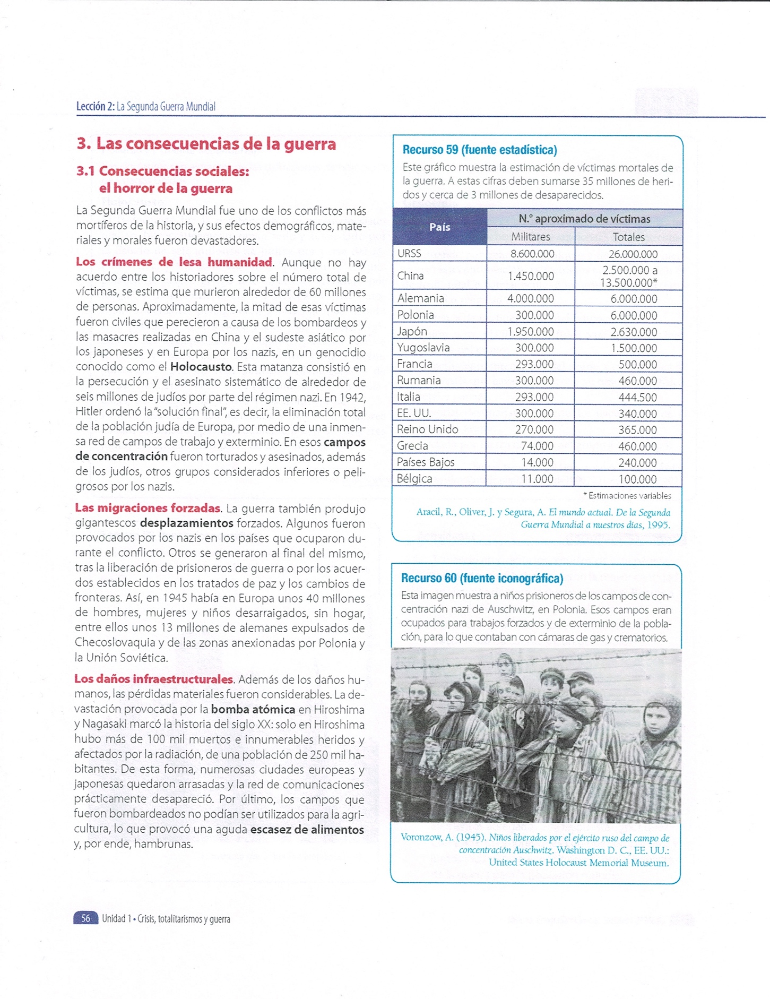 Lección 2: La Segunda Guerra Mundial
3. Las consecuencias de la guerra
3.1 Consecuencias sociales:
el horror de la guerra
La Segunda Guerra Mundial fue uno de los conflictos más
mortíferos de la historia, y sus efectos demográficos, mate-
riales y morales fueron devastadores.
Los crímenes de lesa humanidad. Aunque no hay
acuerdo entre los historiadores sobre el número total de
víctimas, se estima que murieron alrededor de 60 millones
de personas. Aproximadamente, la mitad de esas víctimas
fueron civiles que perecieron a causa de los bombardeos y
las masacres realizadas en China y el sudeste asiático por
los japoneses y en Europa por los nazis, en un genocidio
conocido como el Holocausto. Esta matanza consistió en
la persecución y el asesinato sistemático de alrededor de
seis millones de judíos por parte del régimen nazi. En 1942,
Hitler ordenó la "solución final", es decir, la eliminación total
de la población judía de Europa, por medio de una inmen-
sa red de campos de trabajo y exterminio. En esos campos
de concentración fueron torturados y asesinados, además
de los judíos, otros grupos considerados inferiores o peli-
grosos por los nazis.
Las migraciones forzadas. La guerra también produjo
gigantescos desplazamientos forzados. Algunos fueron
provocados por los nazis en los países que ocuparon du-
rante el conflicto. Otros se generaron al final del mismo,
tras la liberación de prisioneros de guerra o por los acuer-
dos establecidos en los tratados de paz y los cambios de
fronteras. Así, en 1945 había en Europa unos 40 millones
de hombres, mujeres y niños desarraigados, sin hogar,
entre ellos unos 13 millones de alemanes expulsados de
Checoslovaquia y de las zonas anexionadas por Polonia y
la Unión Soviética.
Los daños infraestructurales. Además de los daños hu-
manos, las pérdidas materiales fueron considerables. La de-
vastación provocada por la bomba atómica en Hiroshima
y Nagasaki marcó la historia del siglo XX: solo en Hiroshima
hubo más de 100 mil muertos e innumerables heridos y
afectados por la radiación, de una población de 250 mil ha-
bitantes. De esta forma, numerosas ciudades europeas y
japonesas quedaron arrasadas y la red de comunicaciones
prácticamente desapareció. Por último, los campos que
fueron bombardeados no podían ser utilizados para la agri-
cultura, lo que provocó una aguda escasez de alimentos
y, por ende, hambrunas.
Recurso 59 (fuente estadística)
Este gráfico muestra la estimación de víctimas mortales de
la guerra. A estas cifras deben sumarse 35 millones de heri-
dos y cerca de 3 millones de desaparecidos.
País N.º aproximado de víctimas
Militares Totales
URSS 8.600.000 26.000.000
China 1.450.000 2.500.000 a
13.500.000*
Alemania 4.000.000 6.000.000
Polonia 300.000 6.000.000
Japón 1.950.000 2.630.000
Yugoslavia 300.000 1.500.000
Francia 293.000 500.000
Rumania 300.000 460.000
Italia 293.000 444.500
EE. UU. 300.000 340.000
Reino Unido 270.000 365.000
Grecia 74.000 460.000
Países Bajos 14.000 240.000
Bélgica 11.000 100.000
* Estimaciones variables
Aracil, R., Oliver, J. y Segura, A. El mundo actual. De la Segunda
Guerra Mundial a nuestros días, 1995.
Recurso 60 (fuente iconográfica)
Esta imagen muestra a niños prisioneros de los campos de con-
centración nazi de Auschwitz, en Polonia. Esos campos eran
ocupados para trabajos forzados y de exterminio de la pobla-
ción, para lo que contaban con cámaras de gas y crematorios.
Voronzow, A. (1945). Niños liberados por el ejército ruso del campo de
concentración Auschwitz. Washington D. C., EE. UU.:
United States Holocaust Memorial Museum.
56 Unidad 1 • Crisis, totalitarismos y guerra